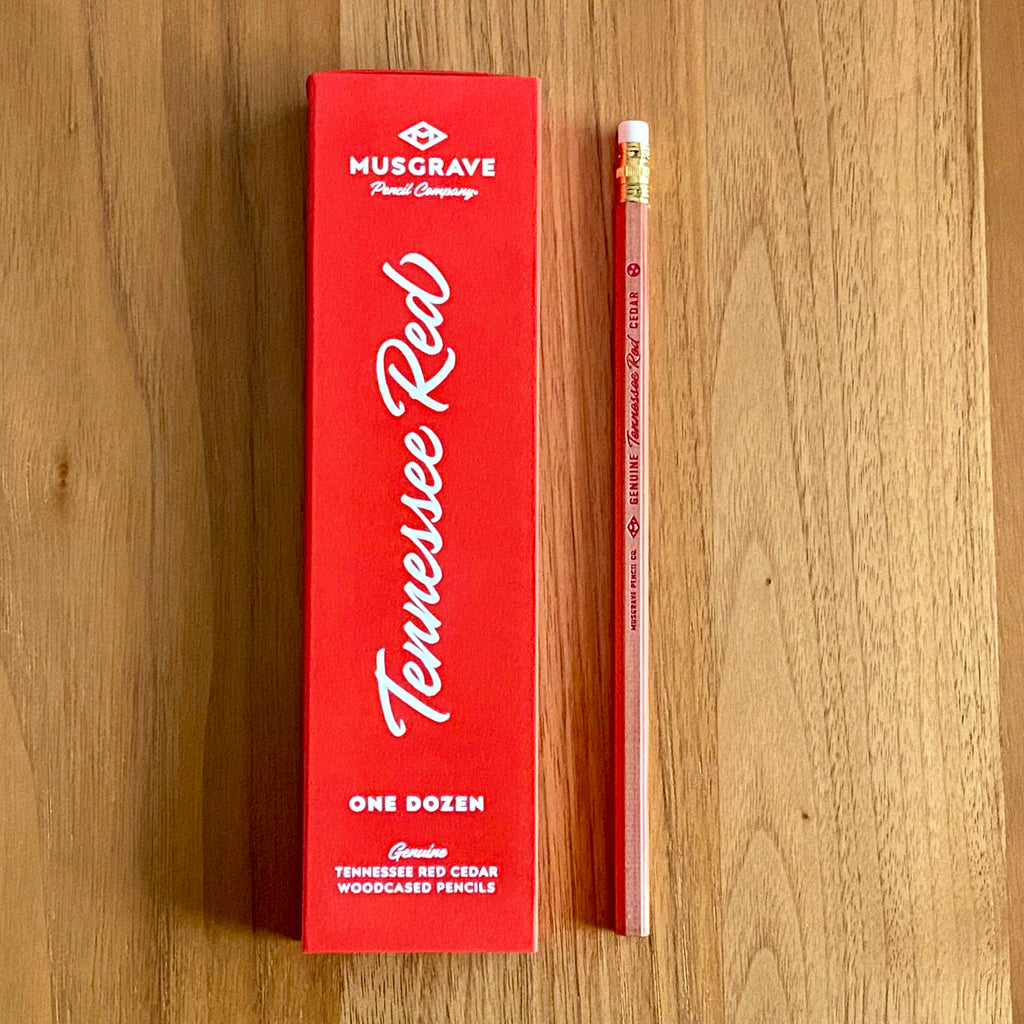 MUSGRAVE
Pencil Company
Tennessee Red
ONE DOZEN
Genuine
TENNESSEE RED CEDAR
WOODCASED PENCILS
MUSGRAVE PENCIL CO. GENUINE Tennessee Red CEDAR